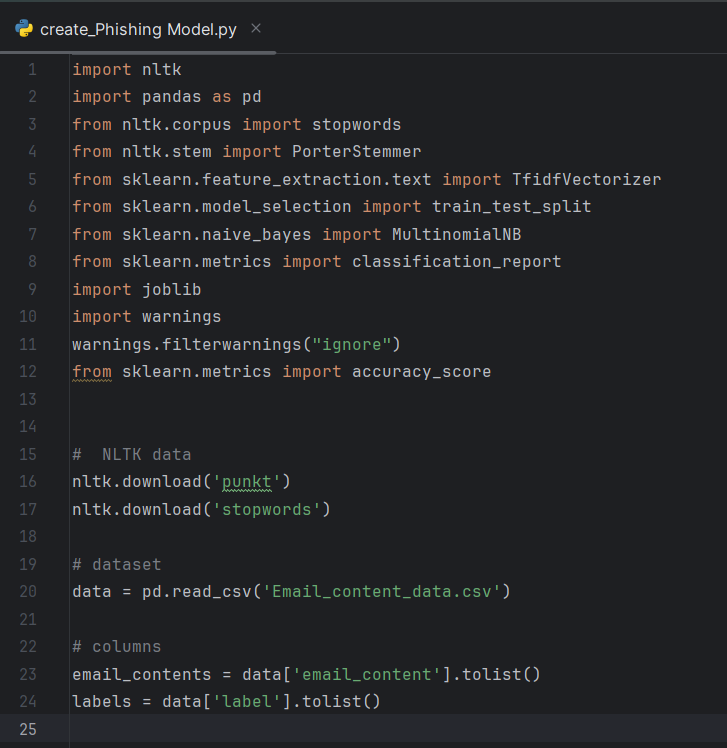 create_Phishing Model.py ×
1 import nltk
2 import pandas as pd
3 from nltk.corpus import stopwords
4 from nltk.stem import PorterStemmer
5 from sklearn.feature_extraction.text import TfidfVectorizer
6 from sklearn.model_selection import train_test_split
7 from sklearn.naive_bayes import MultinomialNB
8 from sklearn.metrics import classification_report
9 import joblib
10 import warnings
11 warnings.filterwarnings("ignore")
12 from sklearn.metrics import accuracy_score
13
14
15 #  NLTK data
16 nltk.download('punkt')
17 nltk.download('stopwords')
18
19 # dataset
20 data = pd.read_csv('Email_content_data.csv')
21
22 # columns
23 email_contents = data['email_content'].tolist()
24 labels = data['label'].tolist()
25